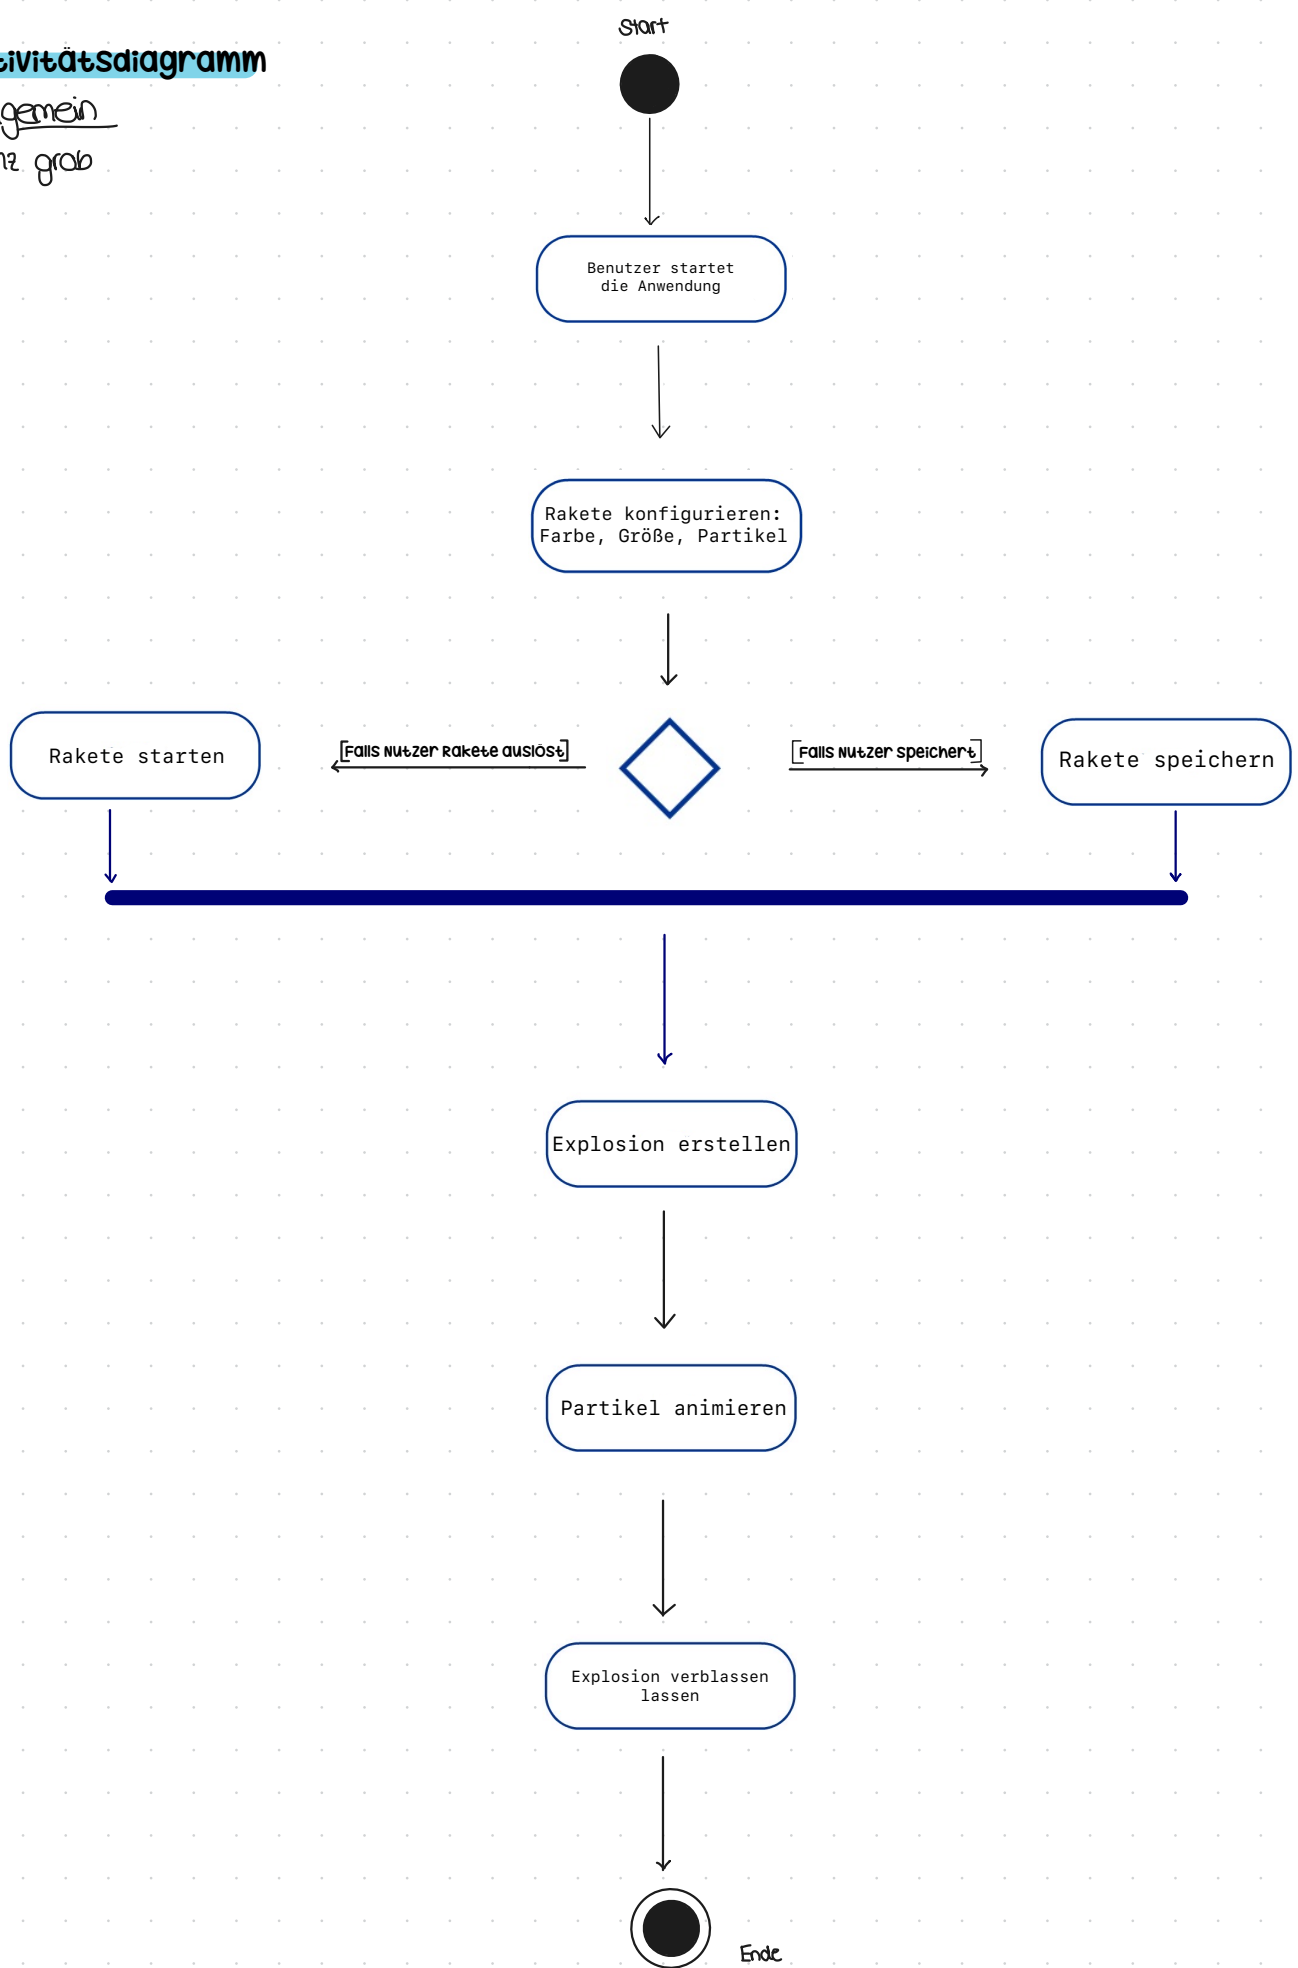 Start
tivitätsdiagramm
gemein
nz grob
Benutzer startet
die Anwendung
Rakete konfigurieren:
Farbe, Größe, Partikel
Rakete starten
[Falls Nutzer Rakete auslöst]
[Falls Nutzer speichert]
Rakete speichern
Explosion erstellen
Partikel animieren
Explosion verblassen
lassen
Ende